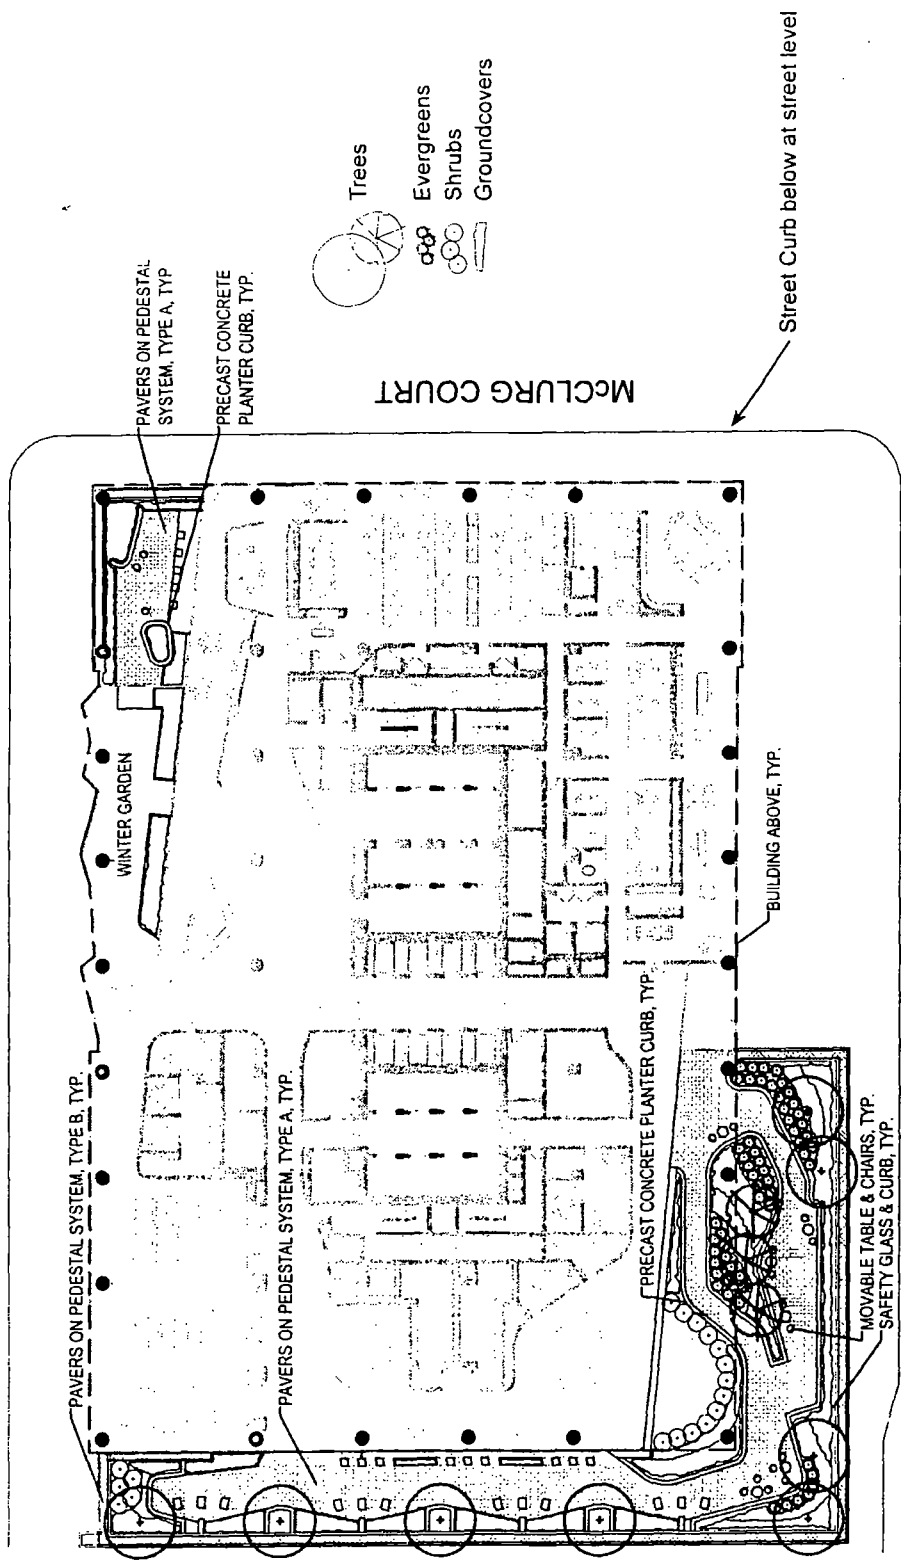 PAVERS ON PEDESTAL SYSTEM, TYPE B, TYP.
WINTER GARDEN
PAVERS ON PEDESTAL
SYSTEM, TYPE A, TYP
PRECAST CONCRETE
PLANTER CURB, TYP.
PAVERS ON PEDESTAL SYSTEM, TYPE A, TYP.
McCLURG COURT
Trees
Evergreens
Shrubs
Groundcovers
PRECAST CONCRETE PLANTER CURB, TYP.
BUILDING ABOVE, TYP.
MOVABLE TABLE & CHAIRS, TYP.
SAFETY GLASS & CURB, TYP.
Street Curb below at street level